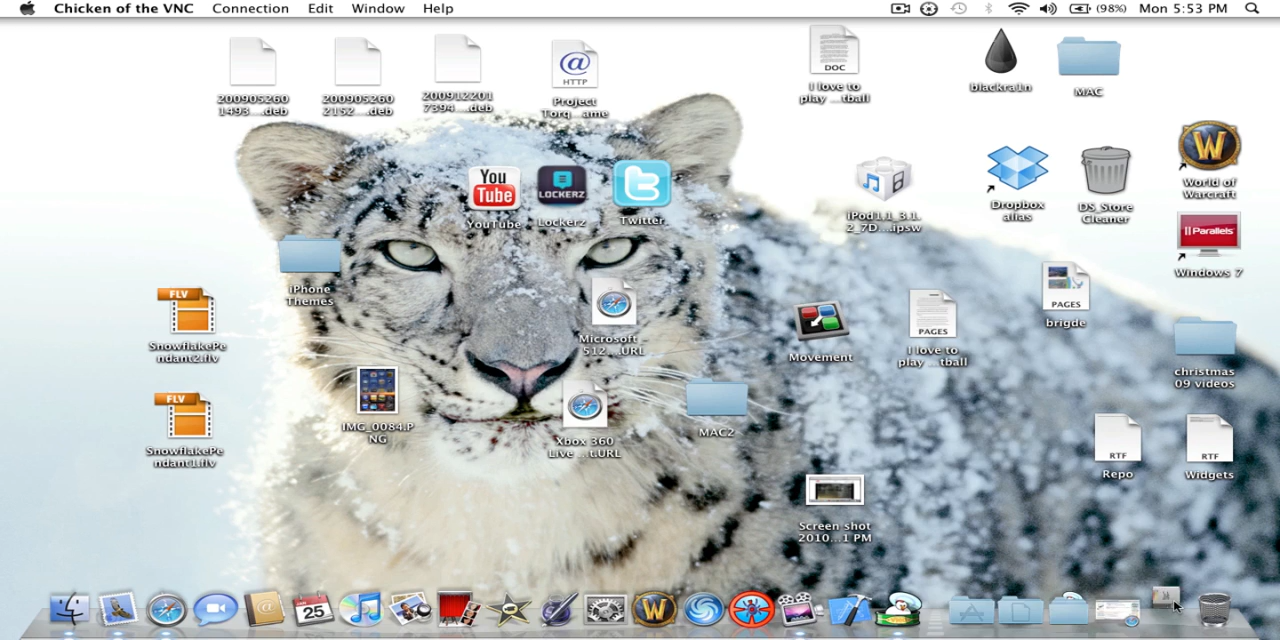 Chicken of the VNC Connection Edit Window Help
(98%) Mon 5:53 PM
200905260
1493 ....deb
200905260
2152 ....deb
200912201
7394 ....deb
HTTP
Project
Torq...ame
DOC
I love to
play ...tball
blackra1n
MAC
You
Tube
YouTube
LOCKERZ
Lockerz
Twitter
iPod1,1_3.1.
2_7D...ipsw
Dropbox
alias
DS_Store
Cleaner
World of
Warcraft
Parallels
Windows 7
iPhone
Themes
FLV
SnowflakePe
ndant2.flv
Microsoft -
512....URL
Movement
PAGES
I love to
play ...tball
PAGES
brigde
christmas
09 videos
FLV
SnowflakePe
ndant1.flv
IMG_0084.P
NG
Xbox 360
Live ...t.URL
MAC2
RTF
Repo
RTF
Widgets
Screen shot
2010...1 PM
25